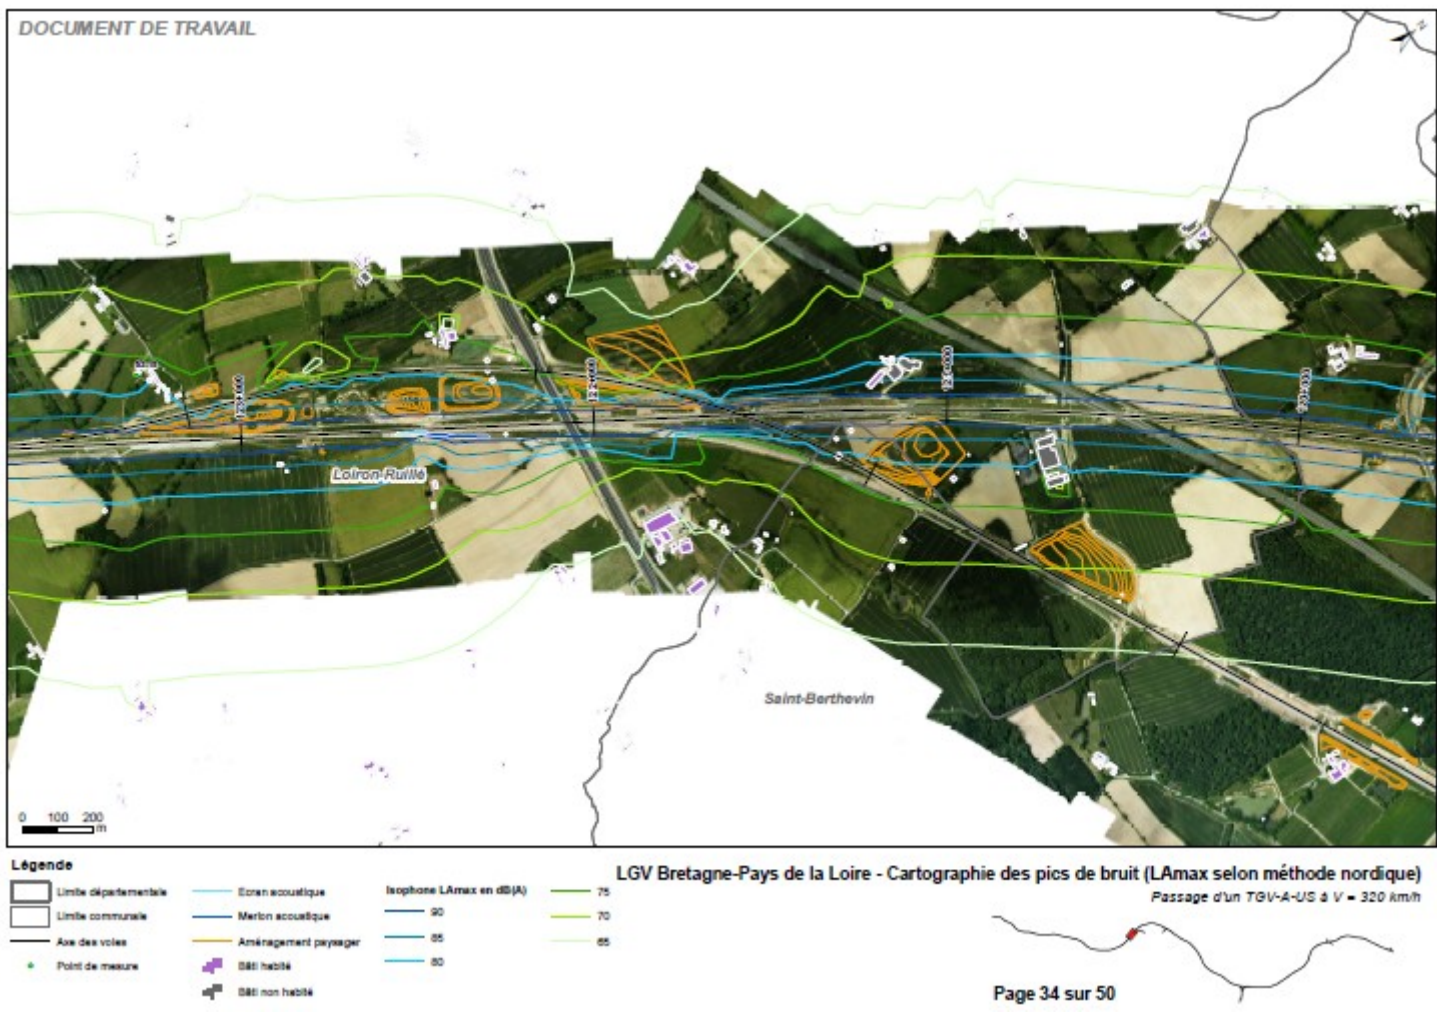 DOCUMENT DE TRAVAIL
N
Loiron-Ruillé
Saint-Berthevin
0 100 200
m
Légende
Limite départementale
Limite communale
Axe des voies
Point de mesure
Ecran acoustique
Merlon acoustique
Aménagement paysager
Bâti habité
Bâti non habité
Isophone LAmax en dB(A)
90
85
80
75
70
65
LGV Bretagne-Pays de la Loire - Cartographie des pics de bruit (LAmax selon méthode nordique)
Passage d'un TGV-A-US à V = 320 km/h
Page 34 sur 50